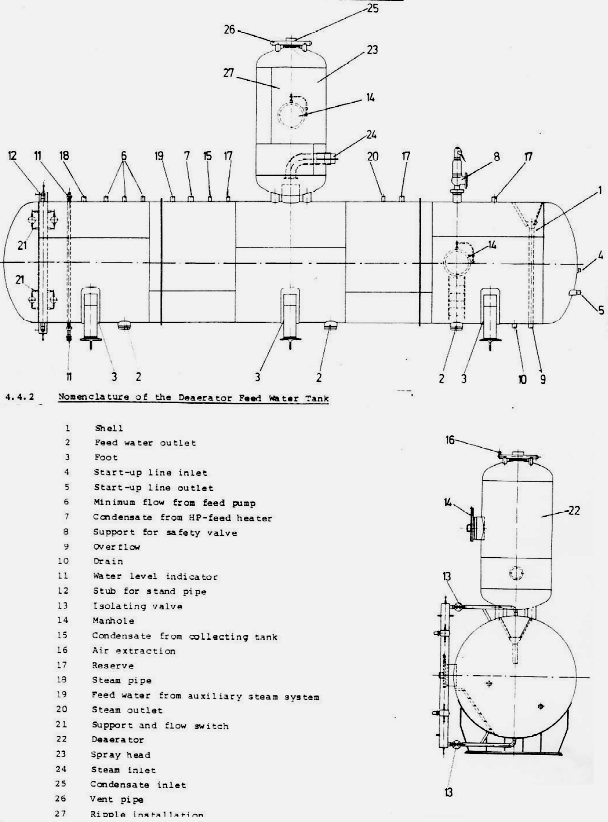 25
26
23
27
14
24
12 11 18 6 19 7 15 17 20 17 8 17
1
21
14
4
21
5
11 3 2 3 2 2 3 10 9
4.4.2 Nomenclature of the Deaerator Feed Water Tank
1 Shell
2 Feed water outlet
3 Foot
4 Start-up line inlet
5 Start-up line outlet
6 Minimum flow from feed pump
7 Condensate from HP-feed heater
8 Support for safety valve
9 Overflow
10 Drain
11 Water level indicator
12 Stub for stand pipe
13 Isolating valve
14 Manhole
15 Condensate from collecting tank
16 Air extraction
17 Reserve
18 Steam pipe
19 Feed water from auxiliary steam system
20 Steam outlet
21 Support and flow switch
22 Deaerator
23 Spray head
24 Steam inlet
25 Condensate inlet
26 Vent pipe
27 Ripple installation
16
14
22
13
13